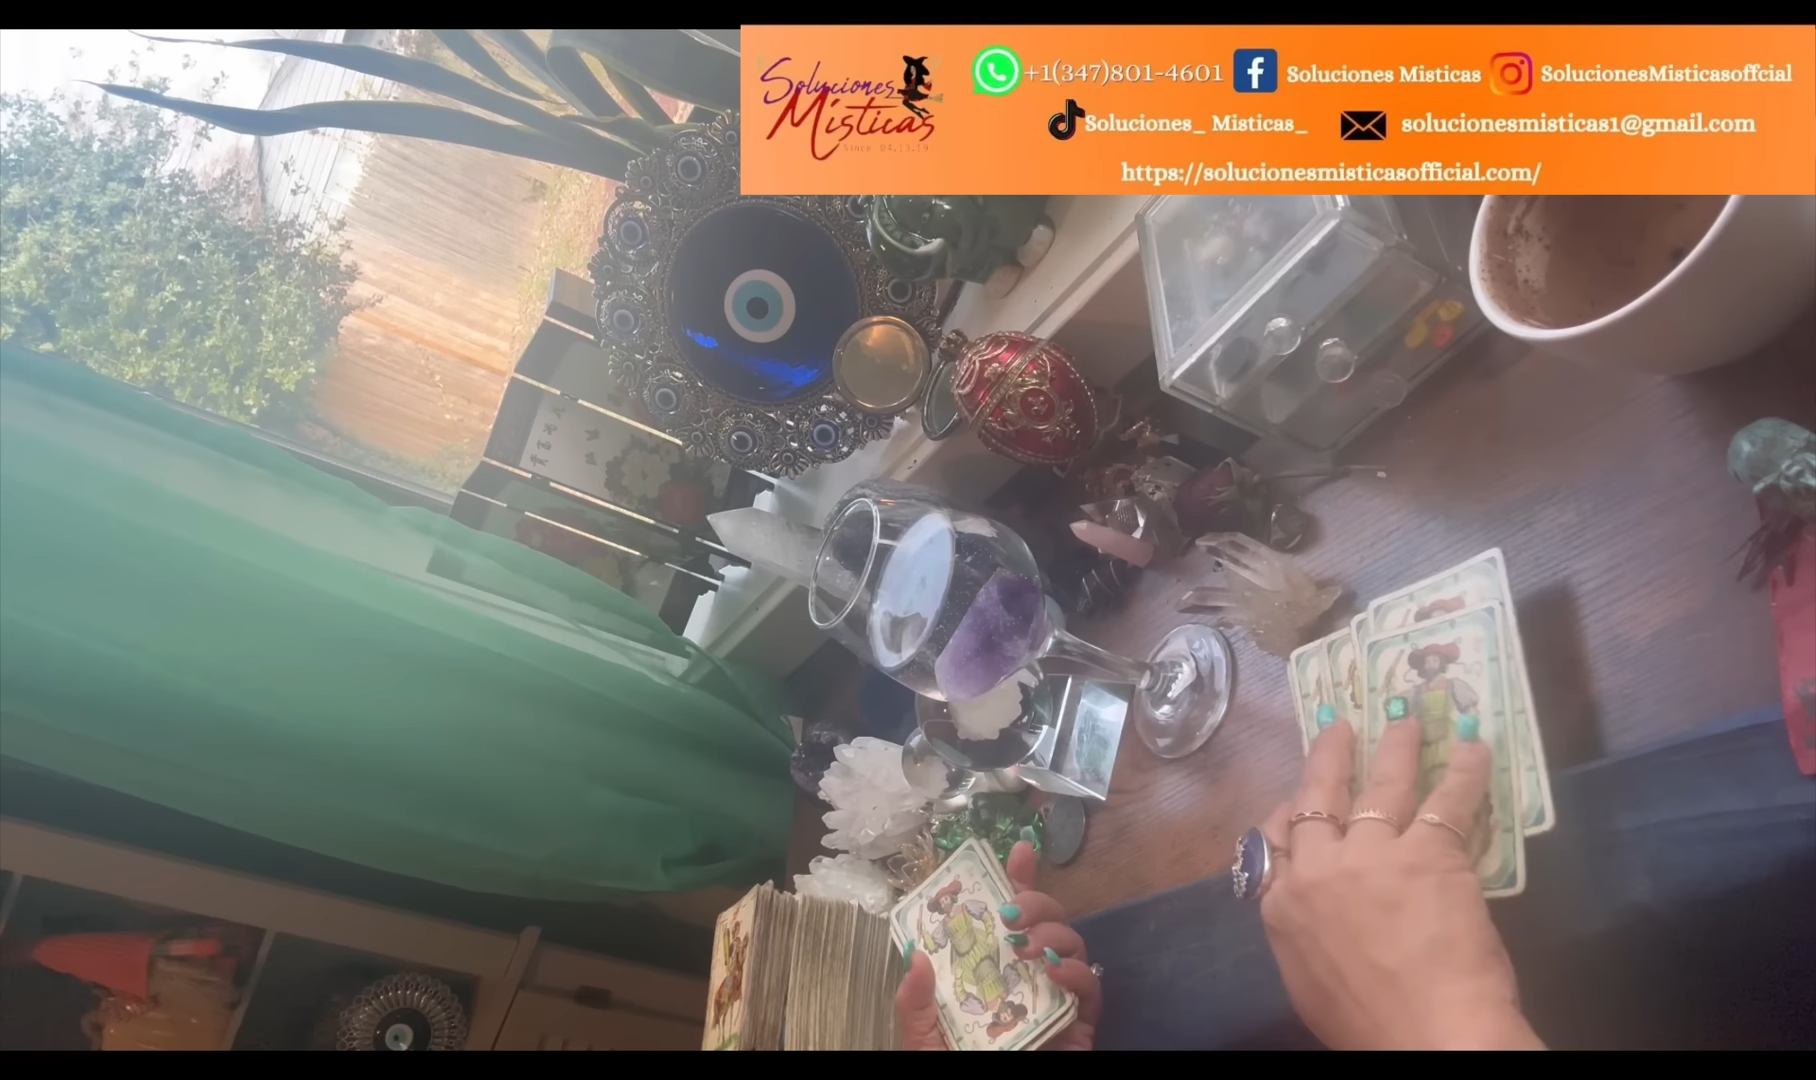 Soluciones
Misticas
Since 04.13.19
+1(347)801-4601
Soluciones Misticas
SolucionesMisticasoffcial
Soluciones_ Misticas_
solucionesmisticas1@gmail.com
https://solucionesmisticasofficial.com/